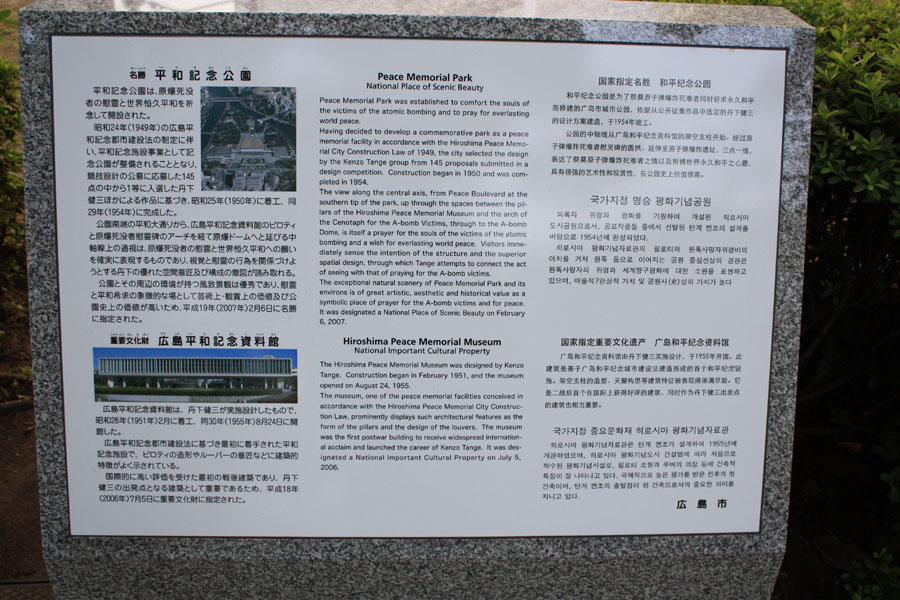 名勝 平和記念公園
平和記念公園は、原爆死没
者の慰霊と世界恒久平和を祈
念して開設された。
昭和24年(1949年)の広島平
和記念都市建設法の制定に伴
い、平和記念施設事業として記
念公園が整備されることとなり、
競技設計の公募に応募した145
点の中から1等に入選した丹下
健三ほかによる作品に基づき、昭和25年(1950年)に着工、同
29年(1954年)に完成した。
公園南端の平和大通りから、広島平和記念資料館のピロティ
と原爆死没者慰霊碑のアーチを経て原爆ドームへと延びる中
軸線上の通視は、原爆死没者の慰霊と世界恒久平和への願い
を確実に表現するものであり、視覚と慰霊の行為を関係づけよ
うとする丹下の優れた空間意匠及び構成の意図が読み取れる。
公園とその周辺の環境が持つ風致景観は優秀であり、慰霊
と平和希求の象徴的な場として芸術上・観賞上の価値及び公
園史上の価値が高いため、平成19年(2007年)2月6日に名勝
に指定された。
重要文化財 広島平和記念資料館
広島平和記念資料館は、丹下健三が実施設計したもので、
昭和26年(1951年)2月に着工、同30年(1955年)8月24日に開
館した。
広島平和記念都市建設法に基づき最初に着手された平和
記念施設で、ピロティの造形やルーバーの意匠などに建築的
特徴がよく示されている。
国際的に高い評価を受けた最初の戦後建築であり、丹下
健三の出発点となる建築として重要であるため、平成18年
(2006年)7月5日に重要文化財に指定された。
Peace Memorial Park
National Place of Scenic Beauty
Peace Memorial Park was established to comfort the souls of
the victims of the atomic bombing and to pray for everlasting
world peace.
Having decided to develop a commemorative park as a peace
memorial facility in accordance with the Hiroshima Peace Memo-
rial City Construction Law of 1949, the city selected the design
by the Kenzo Tange group from 145 proposals submitted in a
design competition. Construction began in 1950 and was com-
pleted in 1954.
The view along the central axis, from Peace Boulevard at the
southern tip of the park, up through the spaces between the pil-
lars of the Hiroshima Peace Memorial Museum and the arch of
the Cenotaph for the A-bomb Victims, through to the A-bomb
Dome, is itself a prayer for the souls of the victims of the atomic
bombing and a wish for everlasting world peace. Visitors imme-
diately sense the intention of the structure and the superior
spatial design, through which Tange attempts to connect the act
of seeing with that of praying for the A-bomb victims.
The exceptional natural scenery of Peace Memorial Park and its
environs is of great artistic, aesthetic and historical value as a
symbolic place of prayer for the A-bomb victims and for peace.
It was designated a National Place of Scenic Beauty on February
6, 2007.
Hiroshima Peace Memorial Museum
National Important Cultural Property
The Hiroshima Peace Memorial Museum was designed by Kenzo
Tange. Construction began in February 1951, and the museum
opened on August 24, 1955.
The museum, one of the peace memorial facilities conceived in
accordance with the Hiroshima Peace Memorial City Construc-
tion Law, prominently displays such architectural features as the
form of the pillars and the design of the louvers. The museum
was the first postwar building to receive widespread internation-
al acclaim and launched the career of Kenzo Tange. It was des-
ignated a National Important Cultural Property on July 5,
2006.
国家指定名胜 和平纪念公园
和平纪念公园是为了祭奠原子弹爆炸死难者同时祈求永久和平
而修建的广岛市城市公园，依据从公开征集作品中选定的丹下健三
的设计方案建造，于1954年竣工。
公园的中轴线从广岛和平纪念资料馆的架空支柱开始，经过原
子弹爆炸死难者慰灵碑的圆拱，延伸至原子弹爆炸遗址，三点一线，
表达了祭奠原子弹爆炸死难者之情以及祈祷世界永久和平之心愿，
具有很强的艺术性和观赏性，在公园史上价值很高。
국가지정 명승 평화기념공원
피폭자 위령과 평화를 기원하며 개설된 히로시마
도시공원으로서, 공모작품들 중에서 선발된 탄게 켄조의 설계를
바탕으로 1954년에 완성되었다.
히로시마 평화기념자료관의 필로티와 원폭사망자위령비의
아치를 거쳐 원폭 돔으로 이어지는 공원 중심선상의 경관은
원폭사망자의 위령과 세계항구평화에 대한 소원을 표현하고
있으며, 예술적7관상적 가치 및 공원사(史)상의 가치가 높다
国家指定重要文化遗产 广岛和平纪念资料馆
广岛和平纪念资料馆由丹下健三实施设计，于1955年开馆。此
建筑是基于广岛和平纪念城市建设法建造而成的首个和平纪念设
施。架空支柱的造型、天窗构思等建筑特征被表现得淋漓尽致。它
是二战后首个在国际上获得好评的建筑，同时作为丹下健三出发点
的建筑也相当重要。
국가지정 중요문화재 히로시마 평화기념자료관
히로시마 평화기념자료관은 탄게 켄조가 설계하여 1955년에
개관하였으며, 히로시마 평화기념도시 건설법에 따라 처음으로
착수된 평화기념시설로, 필로티 조형과 루버의 의장 등에 건축적
특징이 잘 나타나고 있다. 국제적으로 높은 평가를 받은 전후의 첫
건축이며, 탄게 켄조의 출발점이 된 건축으로서의 중요한 의미를
지니고 있다.
広島市